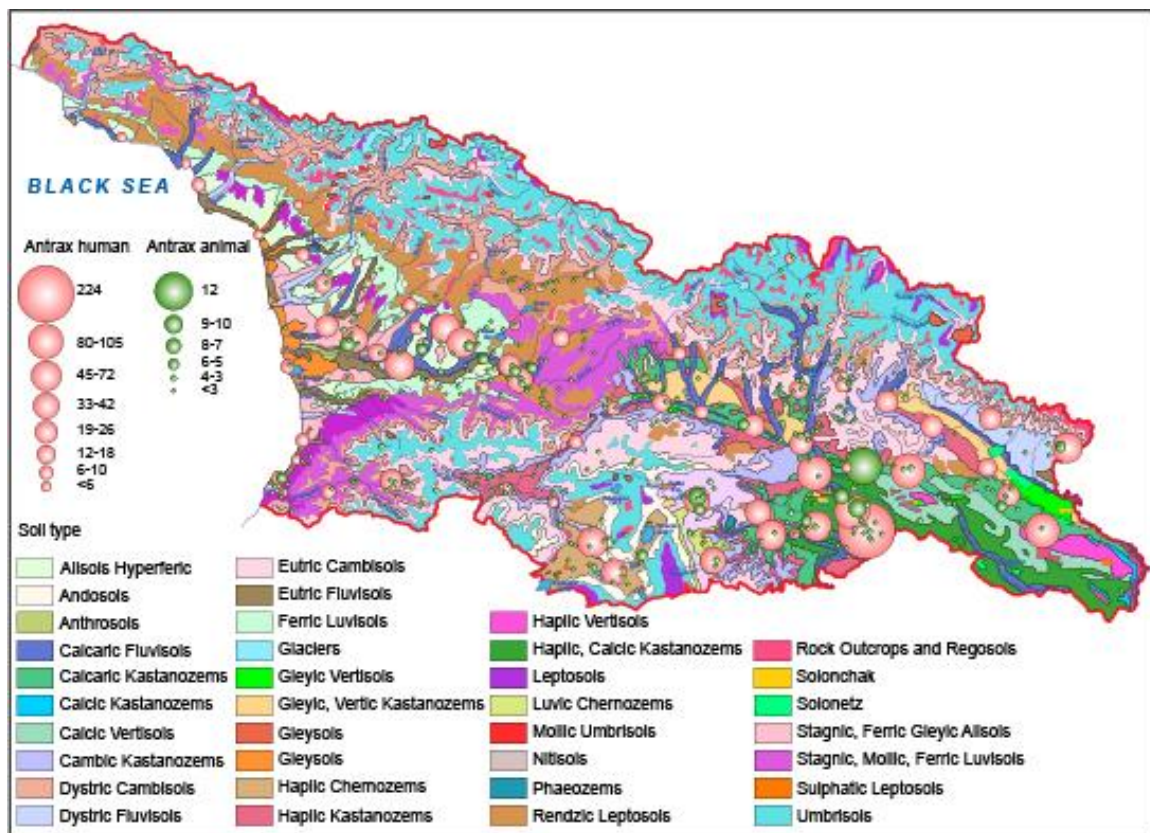 BLACK SEA
Antrax human
224
80-105
45-72
33-42
19-26
12-18
6-10
<6
Antrax animal
12
9-10
8-7
6-5
4-3
<3
Soil type
Alisols Hyperferic
Andosols
Anthrosols
Calcaric Fluvisols
Calcaric Kastanozems
Calcic Kastanozems
Calcic Vertisols
Cambic Kastanozems
Dystric Cambisols
Dystric Fluvisols
Eutric Cambisols
Eutric Fluvisols
Ferric Luvisols
Glaciers
Gleyic Vertisols
Gleyic, Vertic Kastanozems
Gleysols
Gleysols
Haplic Chernozems
Haplic Kastanozems
Haplic Vertisols
Haplic, Calcic Kastanozems
Leptosols
Luvic Chernozems
Mollic Umbrisols
Nitisols
Phaeozems
Rendzic Leptosols
Rock Outcrops and Regosols
Solonchak
Solonetz
Stagnic, Ferric Gleyic Alisols
Stagnic, Mollic, Ferric Luvisols
Sulphatic Leptosols
Umbrisols